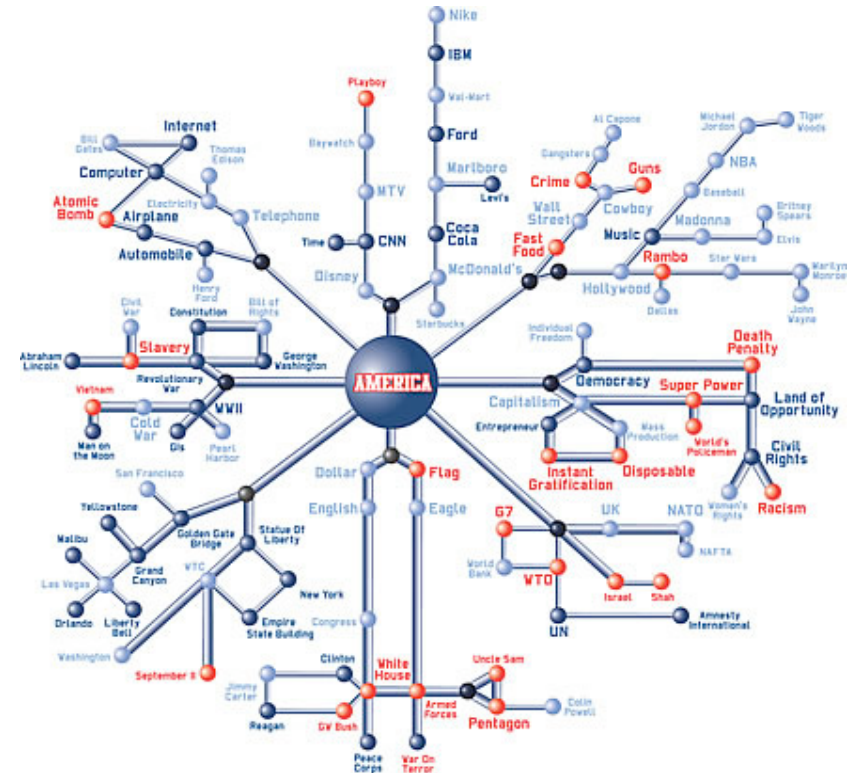 Nike
IBM
Playboy
Wal-Mart
Al Capone
Michael
Jordon
Tiger
Woods
Bill
Gates
Internet
Thomas
Edison
Baywatch
Ford
Gangsters
Guns
NBA
Computer
Marlboro
Crime
Electricity
MTV
Levi's
Wall
Street
Cowboy
Baseball
Atomic
Bomb
Airplane
Telephone
Britney
Spears
Madonna
Time
CNN
Coca
Cola
Fast
Food
Music
Elvis
Automobile
Rambo
Star Wars
Marilyn
Monroe
Disney
McDonald's
Hollywood
Henry
Ford
Starbucks
Dallas
John
Wayne
Civil
War
Constitution
Bill of
Rights
Individual
Freedom
Death
Penalty
Slavery
Abraham
Lincoln
Revolutionary
War
George
Washington
AMERICA
Democracy
Super Power
Land of
Opportunity
Vietnam
WWII
Capitalism
Cold
War
Entrepreneur
Mass
Production
Man on
the Moon
GIs
Pearl
Harbor
World's
Policeman
Civil
Rights
San Francisco
Dollar
Flag
Instant
Gratification
Disposable
Women's
Rights
Racism
Yellowstone
English
Eagle
G7
UK
NATO
Malibu
Golden Gate
Bridge
Statue Of
Liberty
NAFTA
Grand
Canyon
WTC
World
Bank
WTO
Las Vegas
New York
Israel
Shah
Orlando
Liberty
Bell
Empire
State Building
Congress
UN
Amnesty
International
Washington
September 11
Clinton
White
House
Uncle Sam
Jimmy
Carter
Reagan
GW Bush
Armed
Forces
Pentagon
Colin
Powell
Peace
Corps
War On
Terror